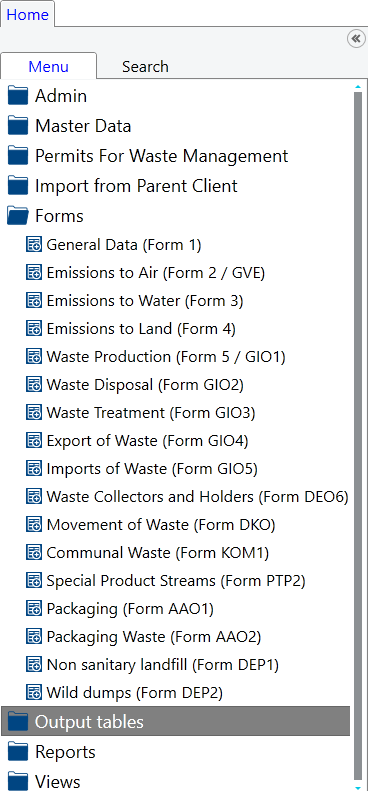 Home
Menu
Search
Admin
Master Data
Permits For Waste Management
Import from Parent Client
Forms
General Data (Form 1)
Emissions to Air (Form 2 / GVE)
Emissions to Water (Form 3)
Emissions to Land (Form 4)
Waste Production (Form 5 / GIO1)
Waste Disposal (Form GIO2)
Waste Treatment (Form GIO3)
Export of Waste (Form GIO4)
Imports of Waste (Form GIO5)
Waste Collectors and Holders (Form DEO6)
Movement of Waste (Form DKO)
Communal Waste (Form KOM1)
Special Product Streams (Form PTP2)
Packaging (Form AAO1)
Packaging Waste (Form AAO2)
Non sanitary landfill (Form DEP1)
Wild dumps (Form DEP2)
Output tables
Reports
Views